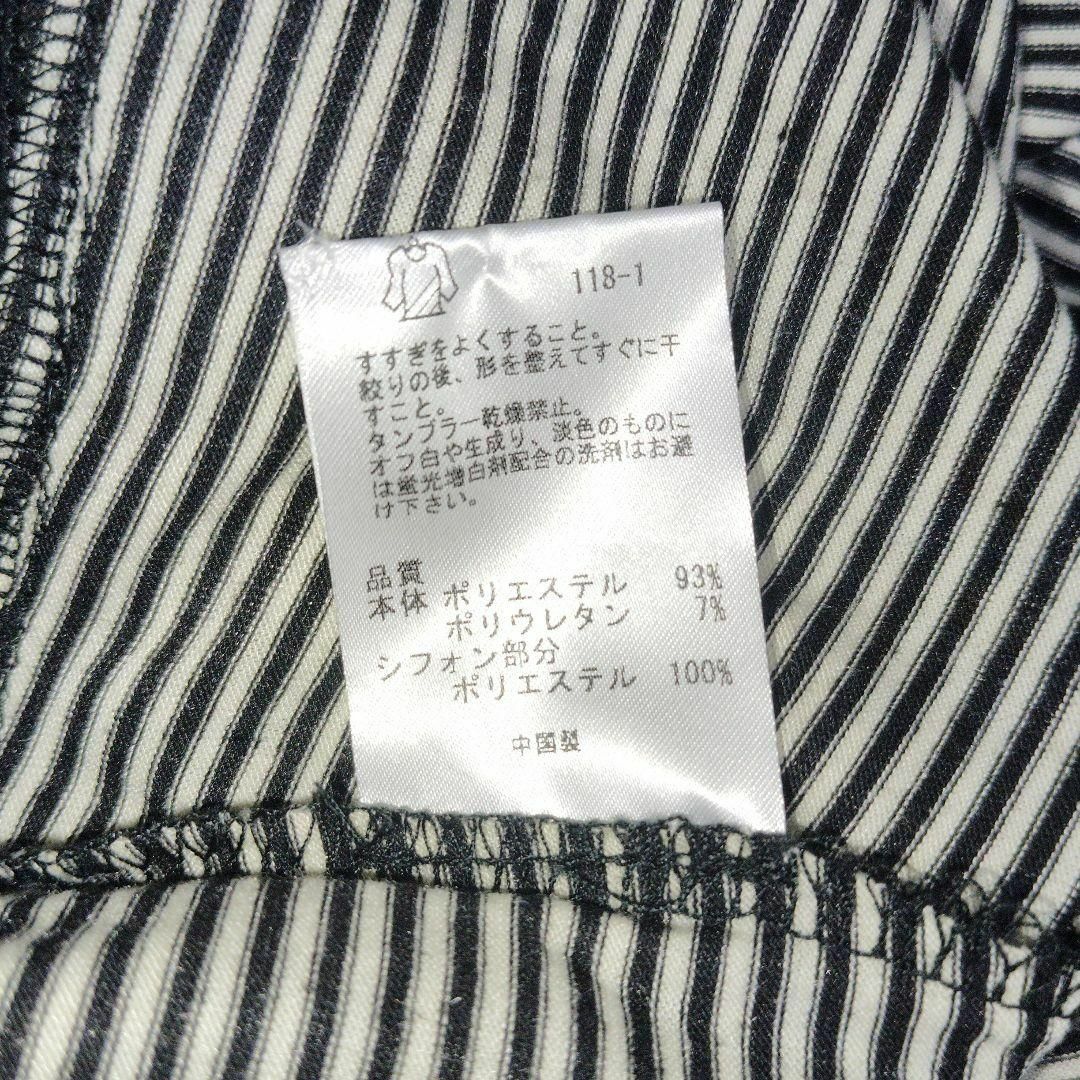 118-1
すすぎをよくすること。
絞りの後、形を整えてすぐに干
すこと。
タンブラー乾燥禁止。
オフ白や生成り、淡色のものに
は蛍光増白剤配合の洗剤はお避
け下さい。
品質
本体 ポリエステル 93%
ポリウレタン 7%
シフォン部分
ポリエステル 100%
中国製